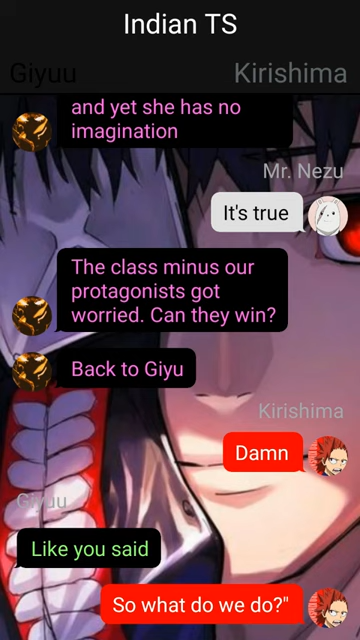 Indian TS
Giyuu
Kirishima
and yet she has no
imagination
Mr. Nezu
It's true
The class minus our
protagonists got
worried. Can they win?
Back to Giyu
Kirishima
Damn
Giyuu
Like you said
So what do we do?"